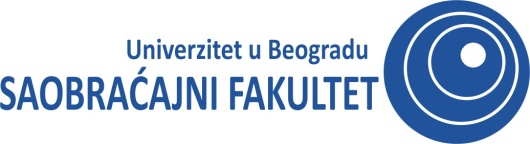 Univerzitet u Beogradu
SAOBRAĆAJNI FAKULTET